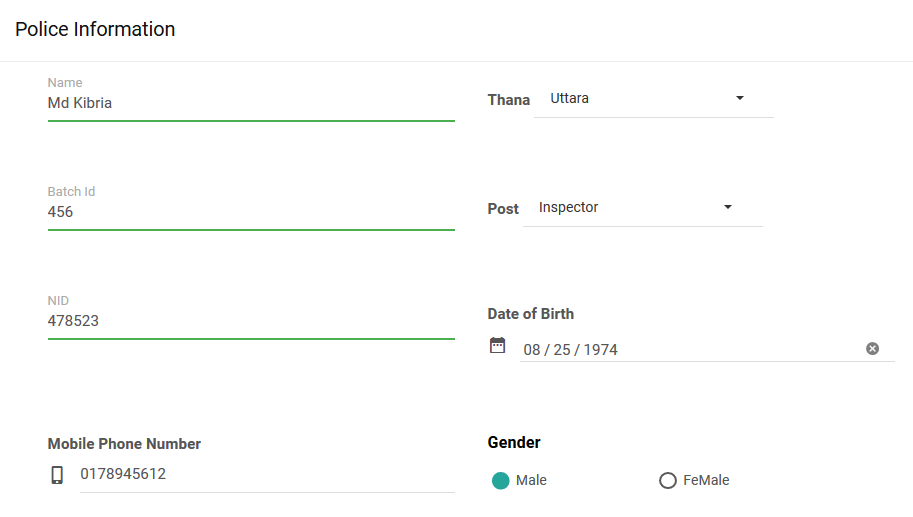 Police Information
Name
Md Kibria
Thana Uttara
Batch Id
456
Post Inspector
NID
478523
Date of Birth
08 / 25 / 1974
Mobile Phone Number
0178945612
Gender
Male FeMale